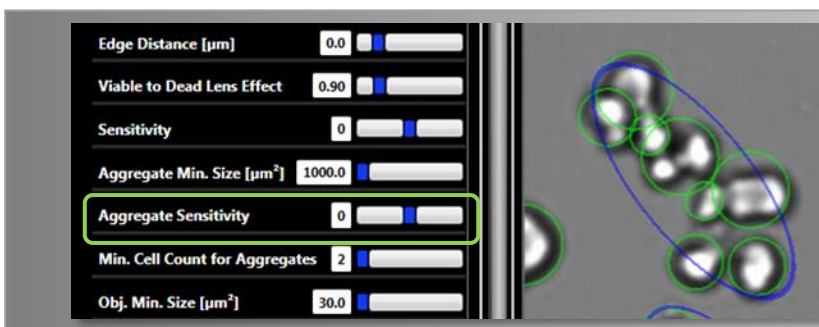 Edge Distance [µm] 0.0
Viable to Dead Lens Effect 0.90
Sensitivity 0
Aggregate Min. Size [µm²] 1000.0
Aggregate Sensitivity 0
Min. Cell Count for Aggregates 2
Obj. Min. Size [µm²] 30.0